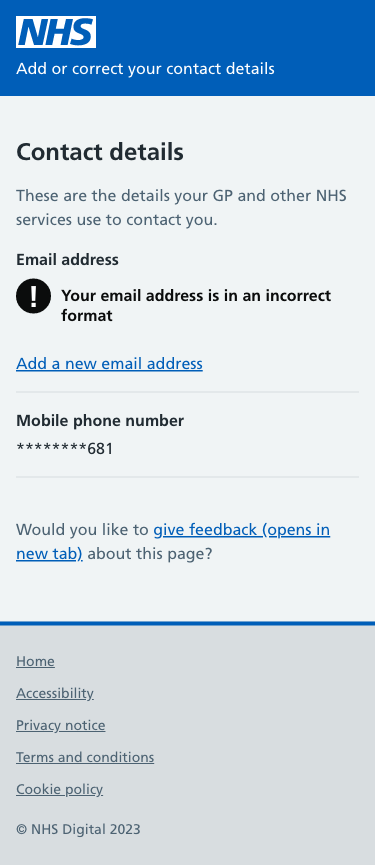 NHS
Add or correct your contact details
Contact details
These are the details your GP and other NHS
services use to contact you.
Email address
! Your email address is in an incorrect
format
Add a new email address
Mobile phone number
********681
Would you like to give feedback (opens in
new tab) about this page?
Home
Accessibility
Privacy notice
Terms and conditions
Cookie policy
© NHS Digital 2023